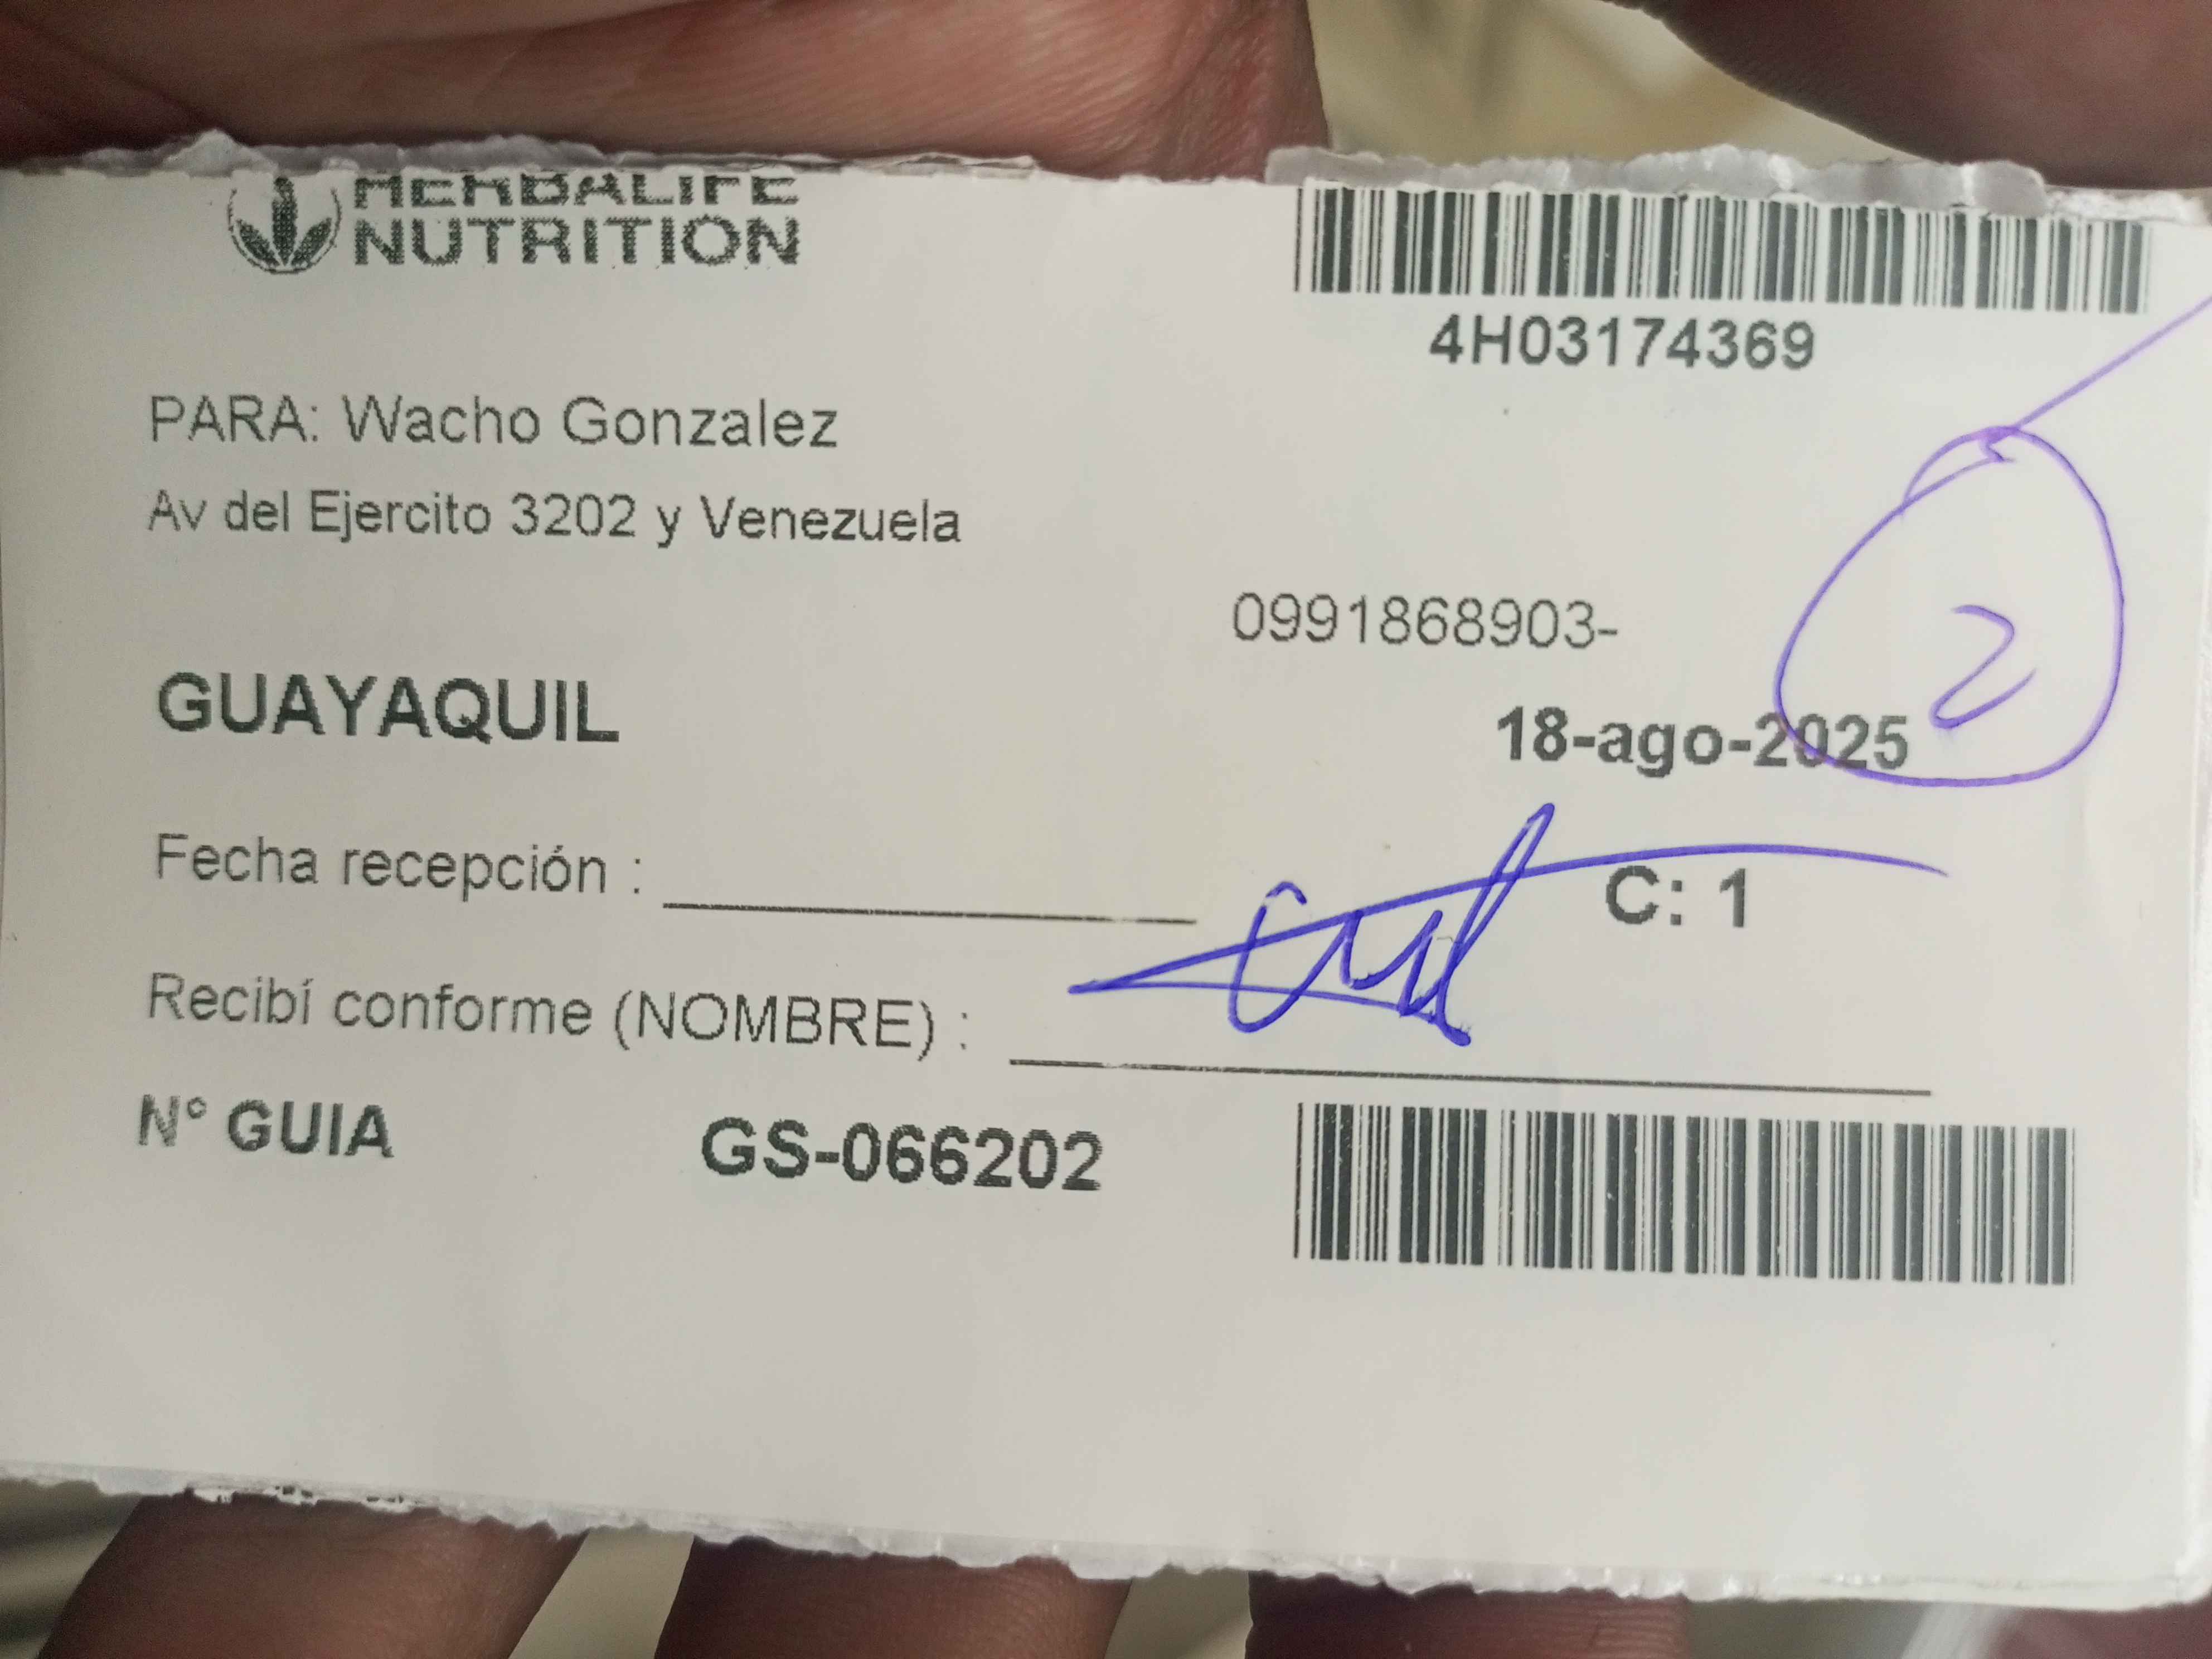 HERBALIFE
NUTRITION
4H03174369
PARA: Wacho Gonzalez
Av del Ejercito 3202 y Venezuela
0991868903-
2
GUAYAQUIL
18-ago-2025
Fecha recepción :
C: 1
Recibí conforme (NOMBRE) :
N° GUIA GS-066202